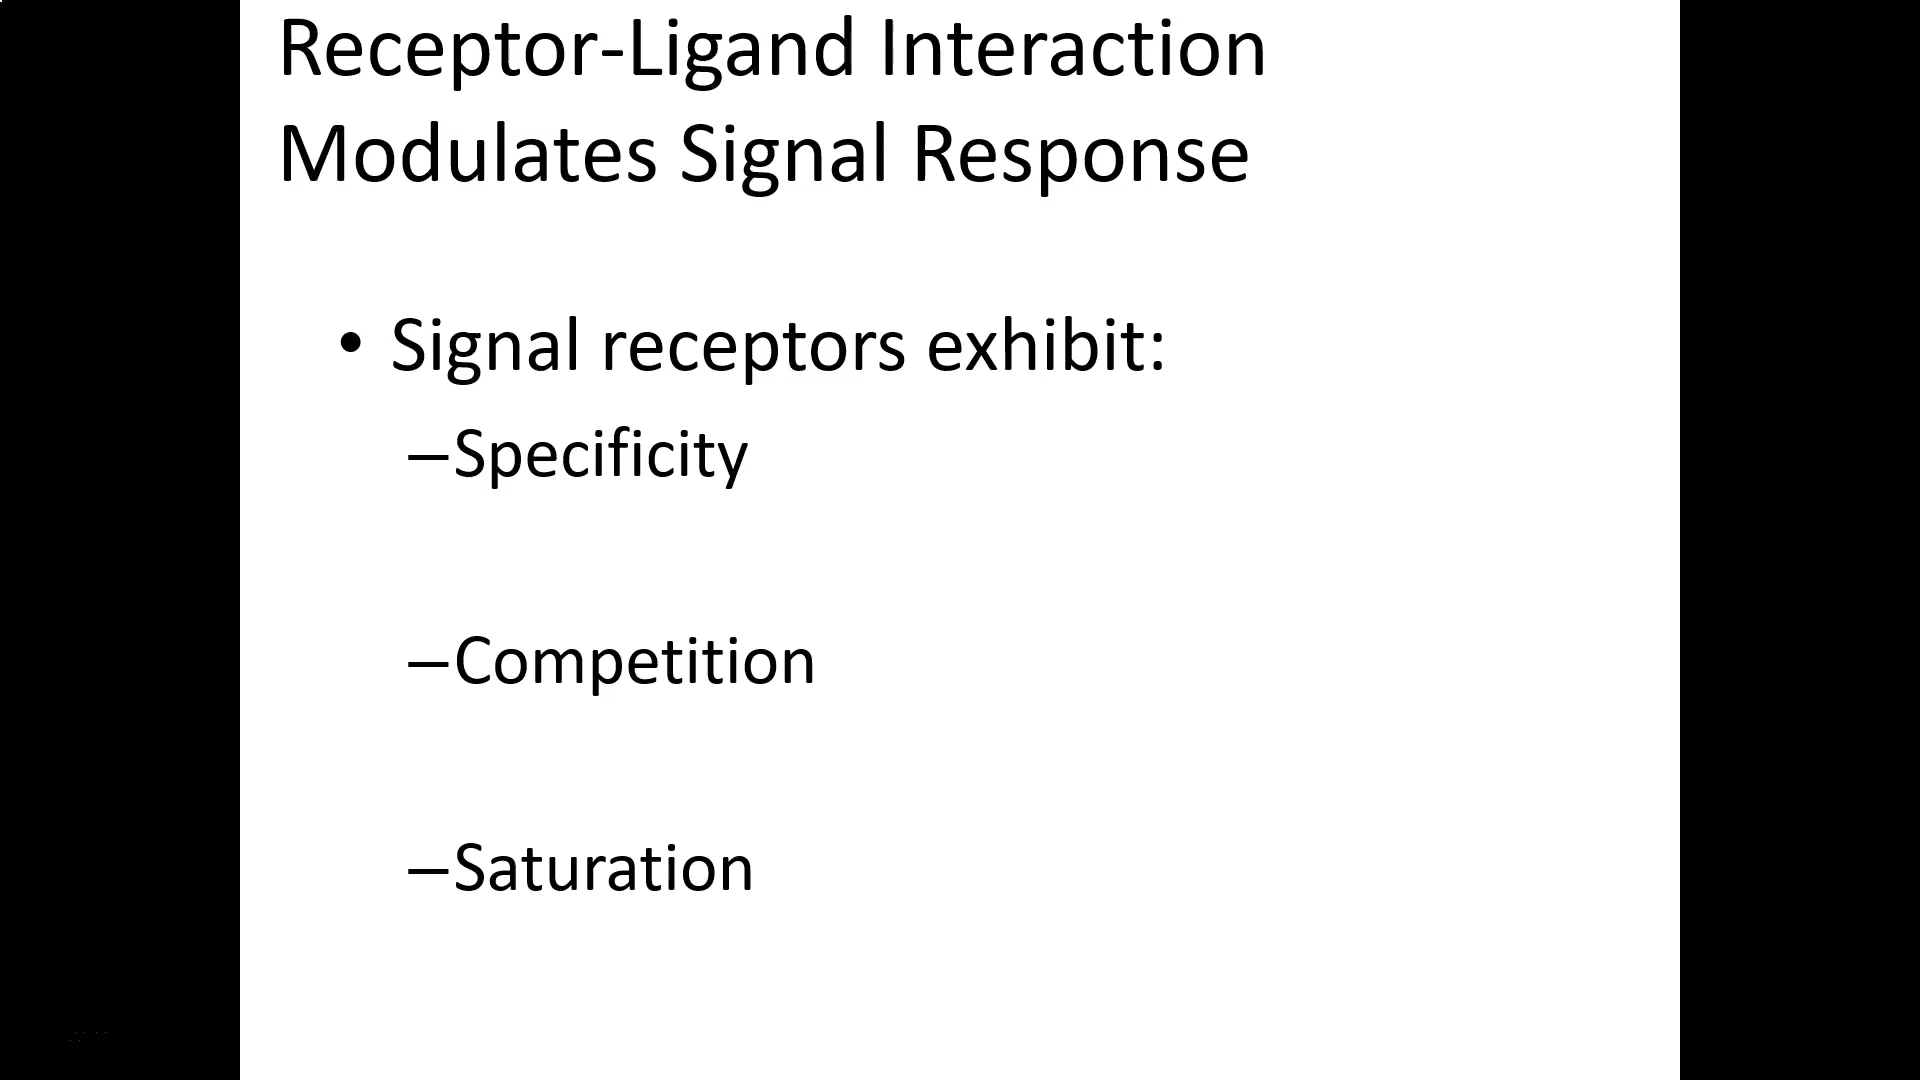 Receptor-Ligand Interaction
Modulates Signal Response
• Signal receptors exhibit:
–Specificity
–Competition
–Saturation